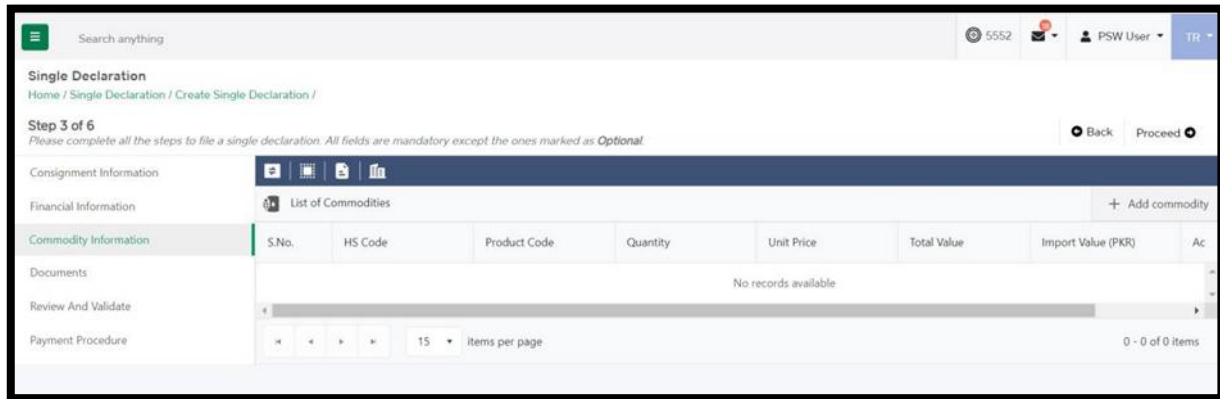 Search anything
5552
PSW User
TR
Single Declaration
Home / Single Declaration / Create Single Declaration /
Step 3 of 6
Please complete all the steps to file a single declaration. All fields are mandatory except the ones marked as Optional.
Back
Proceed
Consignment Information
Financial Information
Commodity Information
Documents
Review And Validate
Payment Procedure
List of Commodities
+ Add commodity
S.No. HS Code Product Code Quantity Unit Price Total Value Import Value (PKR) Ac
No records available
15 items per page
0 - 0 of 0 items